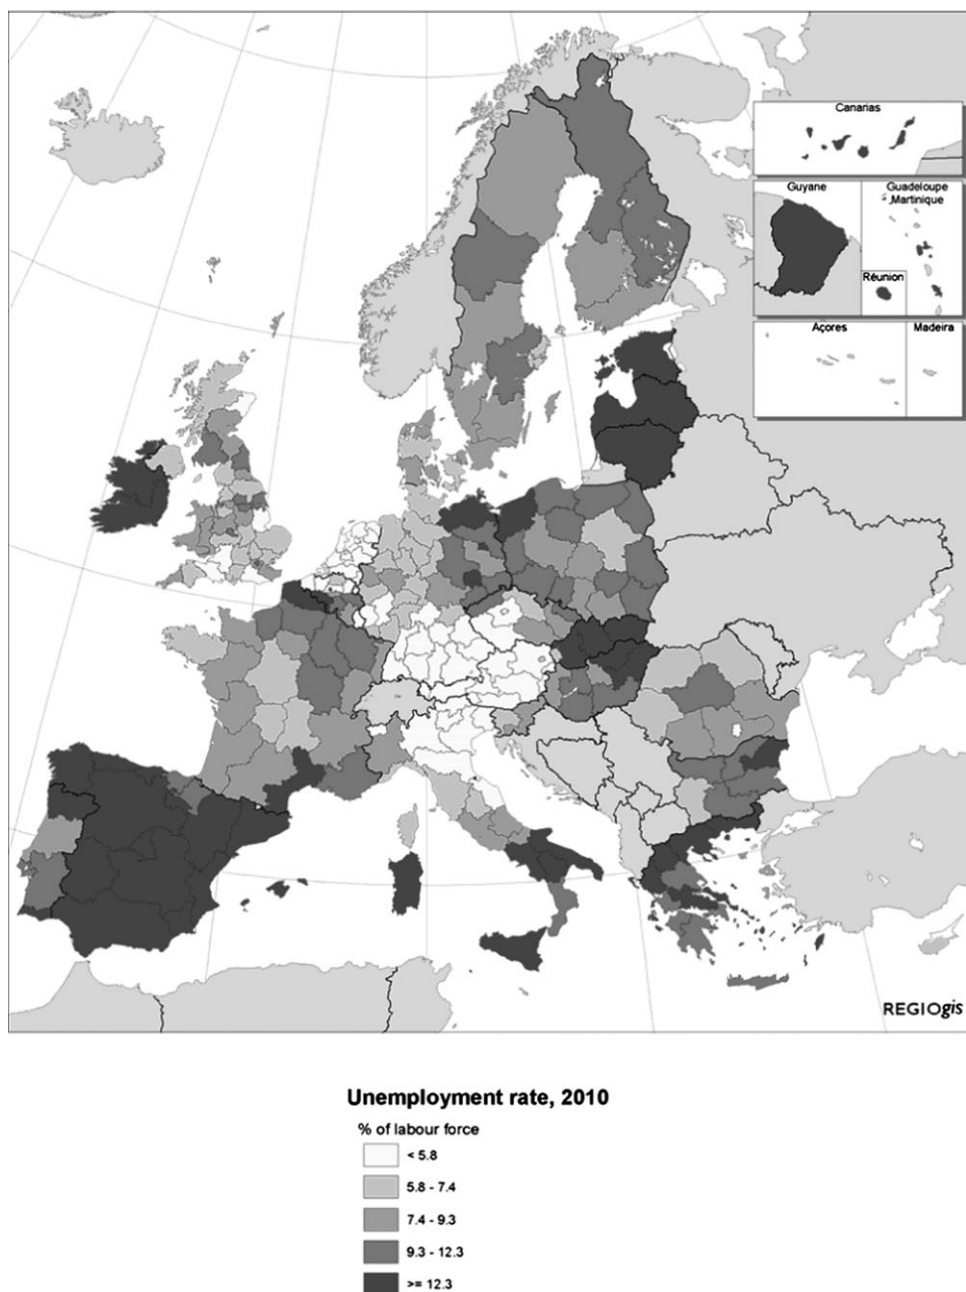 Canarias
Guyane
Guadeloupe
Martinique
Réunion
Açores
Madeira
REGIOgis
Unemployment rate, 2010
% of labour force
< 5.8
5.8 - 7.4
7.4 - 9.3
9.3 - 12.3
>= 12.3